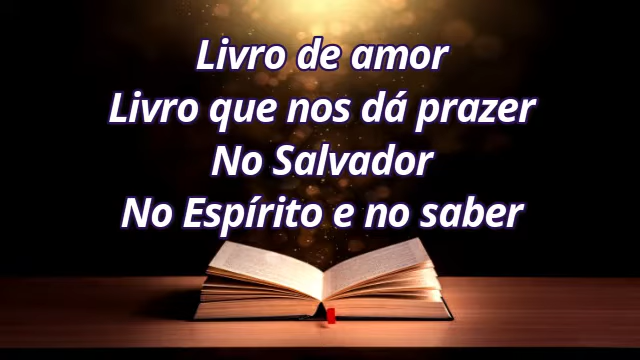 Livro de amor
Livro que nos dá prazer
No Salvador
No Espírito e no saber